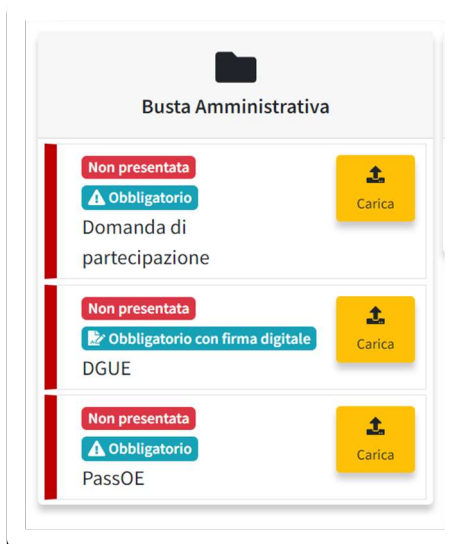 Busta Amministrativa
Non presentata
Obbligatorio
Carica
Domanda di
partecipazione
Non presentata
Obbligatorio con firma digitale
Carica
DGUE
Non presentata
Obbligatorio
Carica
PassOE